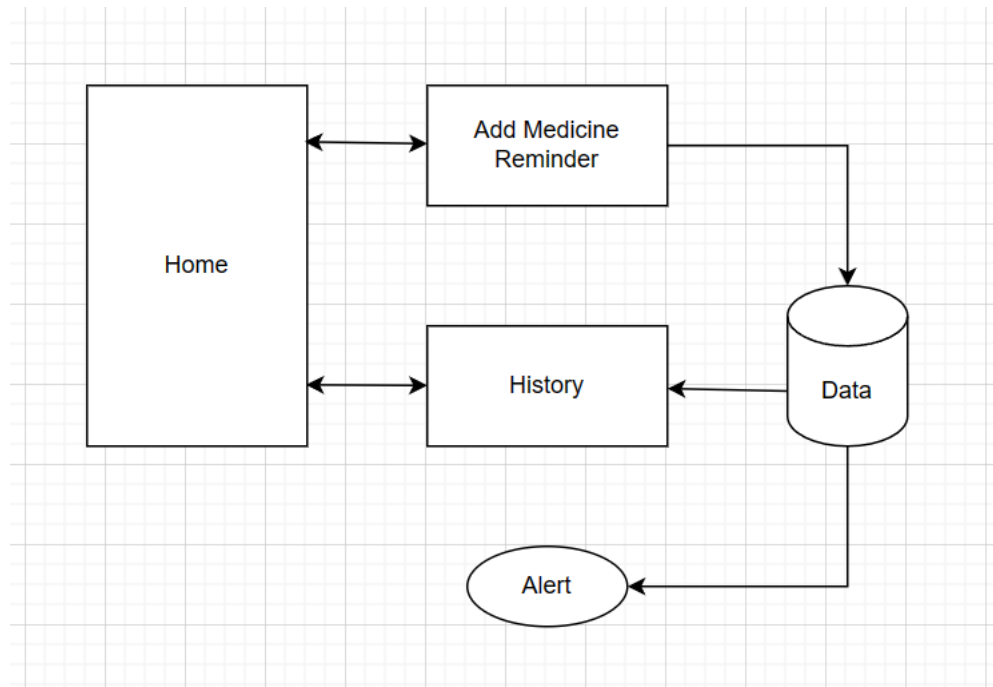 Add Medicine
Reminder
Home
History
Data
Alert